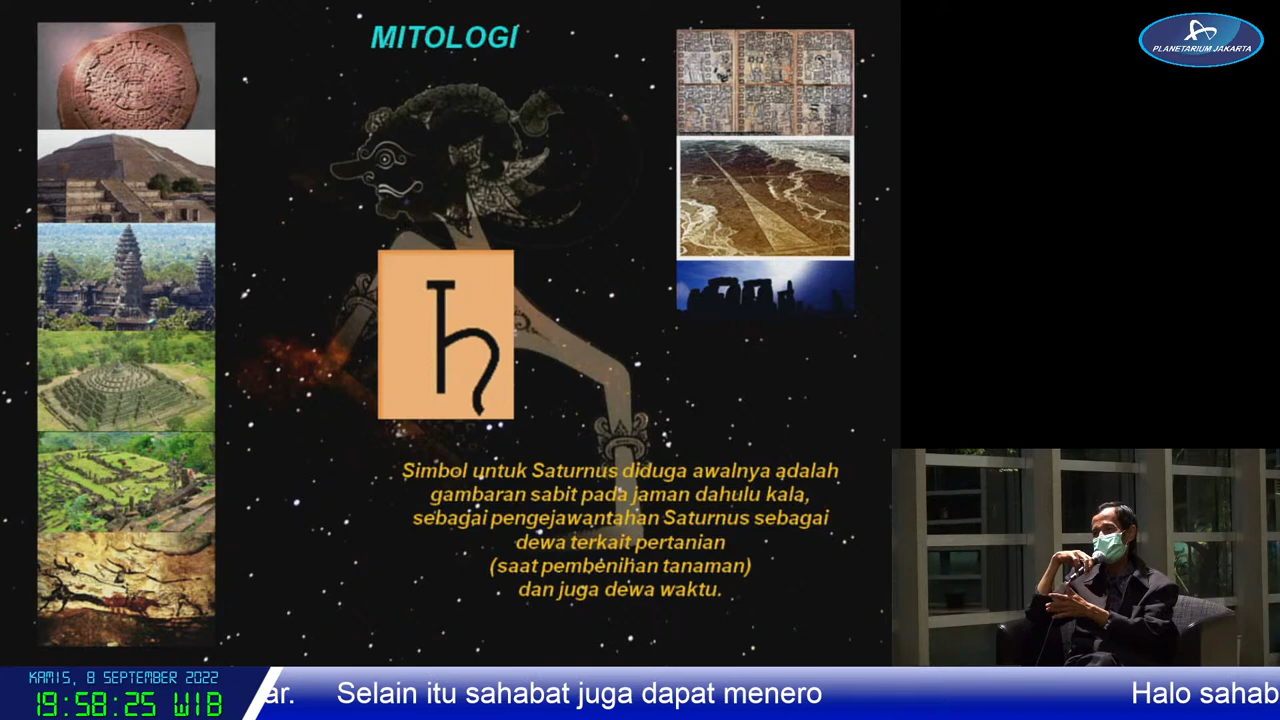 MITOLOGI
PLANETARIUM JAKARTA
Simbol untuk Saturnus diduga awalnya adalah
gambaran sabit pada jaman dahulu kala,
sebagai pengejawantahan Saturnus sebagai
dewa terkait pertanian
(saat pembenihan tanaman)
dan juga dewa waktu.
KAMIS, 8 SEPTEMBER 2022
19:58:25 WIB
ar. Selain itu sahabat juga dapat menero Halo sahab